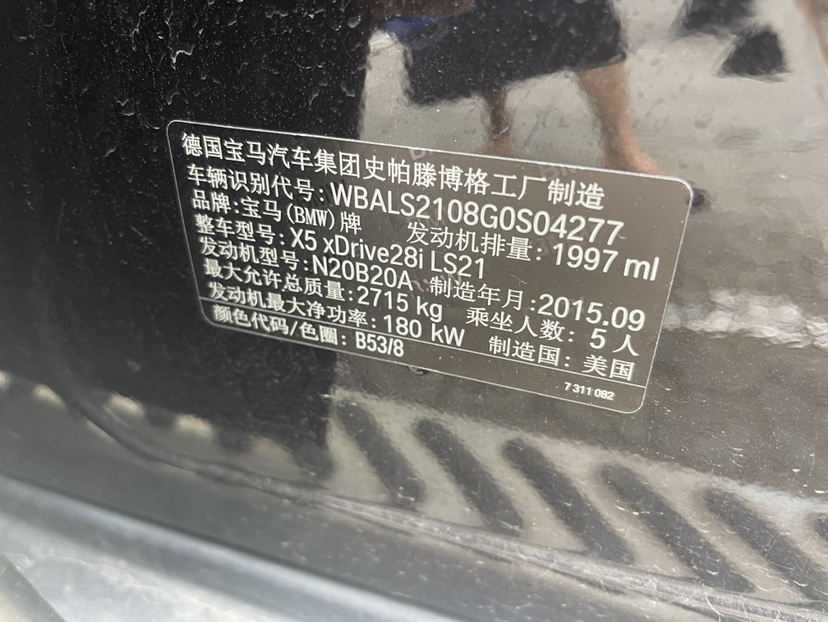 德国宝马汽车集团史帕滕博格工厂制造
车辆识别代号:WBALS2108G0S04277
品牌:宝马(BMW)牌 发动机排量:1997 ml
整车型号:X5 xDrive28i LS21
发动机型号:N20B20A 制造年月:2015.09
最大允许总质量:2715 kg 乘坐人数:5 人
发动机最大净功率:180 kW 制造国:美国
颜色代码/色圈:B53/8
7 311 082